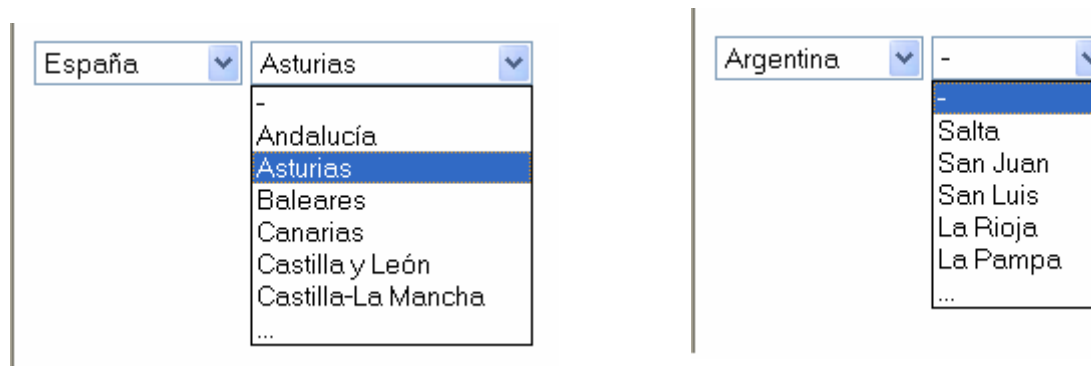 España
Asturias
-
Andalucía
Asturias
Baleares
Canarias
Castilla y León
Castilla-La Mancha
...
Argentina
-
-
Salta
San Juan
San Luis
La Rioja
La Pampa
...